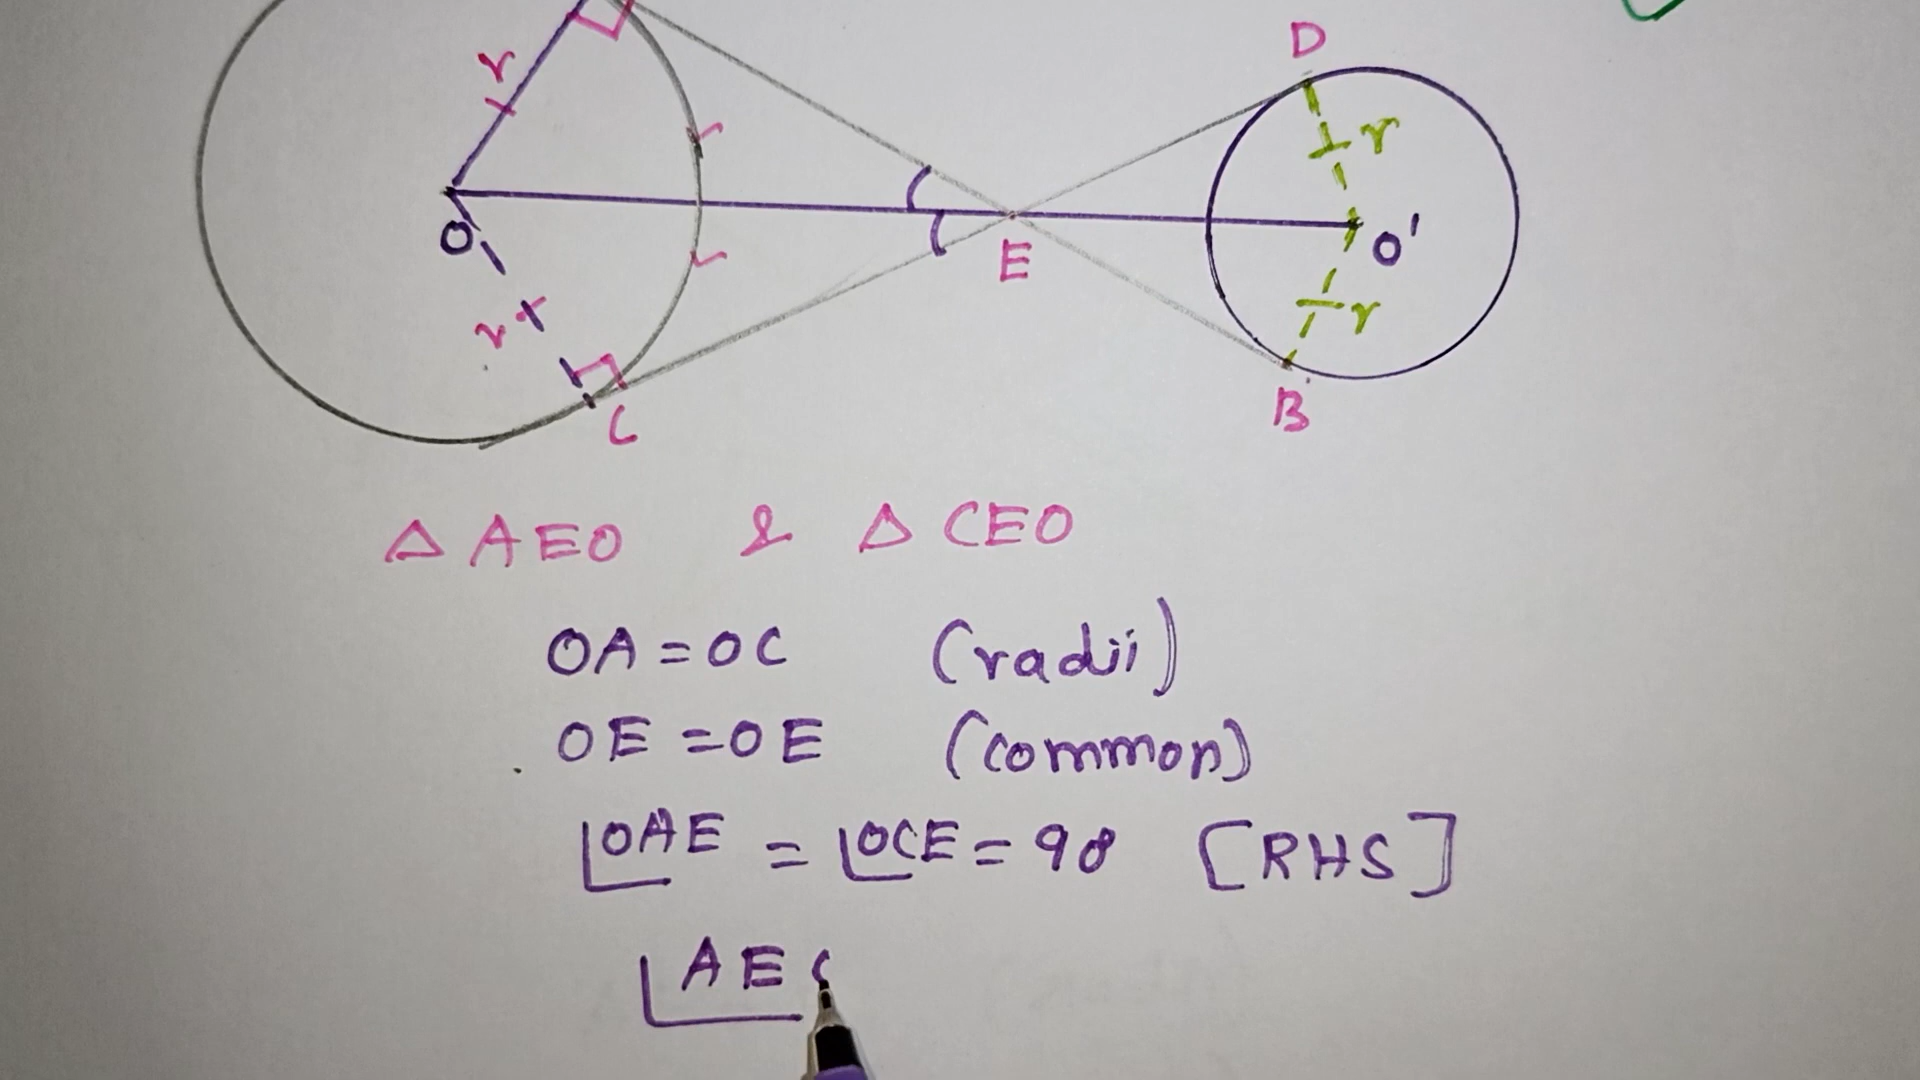 D
r
r
O
E
O'
r
r
C
B
Δ AEO & Δ CEO
OA = OC (radii)
OE = OE (common)
∠OAE = ∠OCE = 90 [RHS]
∠AE